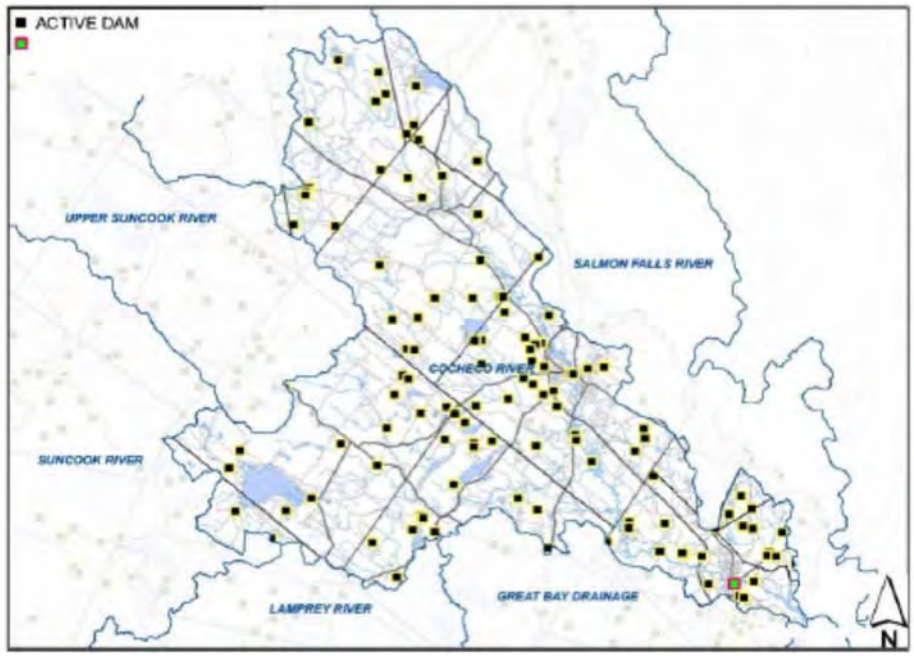 ACTIVE DAM
UPPER SUNCOOK RIVER
SALMON FALLS RIVER
COCHECO RIVER
SUNCOOK RIVER
GREAT BAY DRAINAGE
LAMPREY RIVER
N